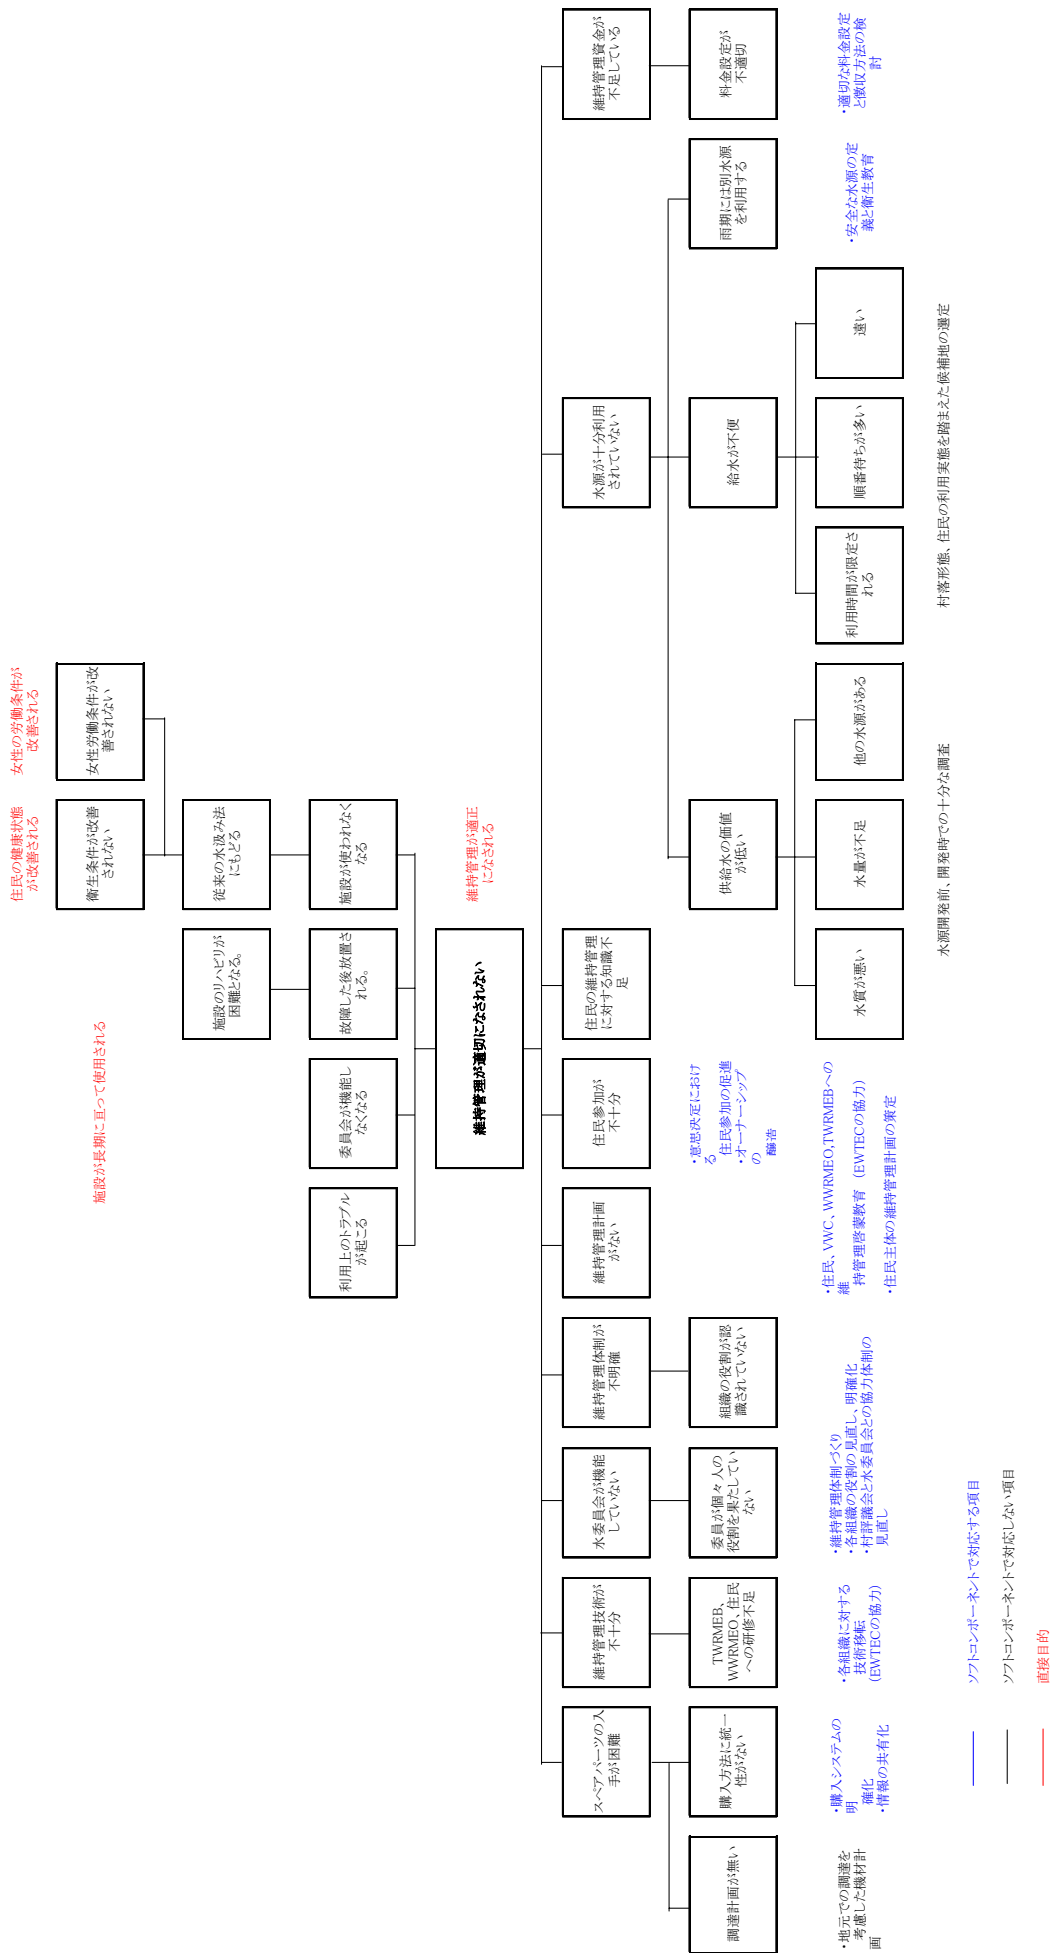 住民の健康状態
が改善される
女性の労働条件が
改善される
施設が長期に亘って使用される
衛生条件が改善
されない
女性労働条件が改
善されない
施設のリハビリが
困難となる。
従来の水汲み法
にもどる
利用上のトラブル
が起こる
委員会が機能し
なくなる
故障した後放置さ
れる。
施設が使われなく
なる
維持管理が適切になされない
維持管理が適正
になされる
スペアパーツの入
手が困難
維持管理技術が
不十分
水委員会が機能
していない
維持管理体制が
不明確
維持管理計画
がない
住民参加が
不十分
住民の維持管理
に対する知識不
足
水源が十分利用
されていない
維持管理資金が
不足している
調達計画が無い
購入方法に統一
性がない
TWRMEB、
WWRMEO、住民
への研修不足
委員が個々人の
役割を果たしてい
ない
組織の役割が認
識されていない
・意思決定におけ
る
住民参加の促進
・オーナーシップ
の
醸造
供給水の価値
が低い
給水が不便
雨期には別水源
を利用する
料金設定が
不適切
水質が悪い
水量が不足
他の水源がある
利用時間が限定さ
れる
順番待ちが多い
遠い
・地元での調達を
考慮した機材計
画
・購入システムの
明
確化
・情報の共有化
・各組織に対する
技術移転
(EWTECの協力)
・維持管理体制づくり
・各組織の役割の見直し、明確化
・村評議会と水委員会との協力体制の
見直し
・住民、VWC、WWRMEO,TWRMEBへの
維
持管理啓蒙教育 (EWTECの協力)
・住民主体の維持管理計画の策定
・安全な水源の定
義と衛生教育
・適切な料金設定
と徴収方法の検
討
水源開発前、開発時での十分な調査
村落形態、住民の利用実態を踏まえた候補地の選定
ソフトコンポーネントで対応する項目
ソフトコンポーネントで対応しない項目
直接目的